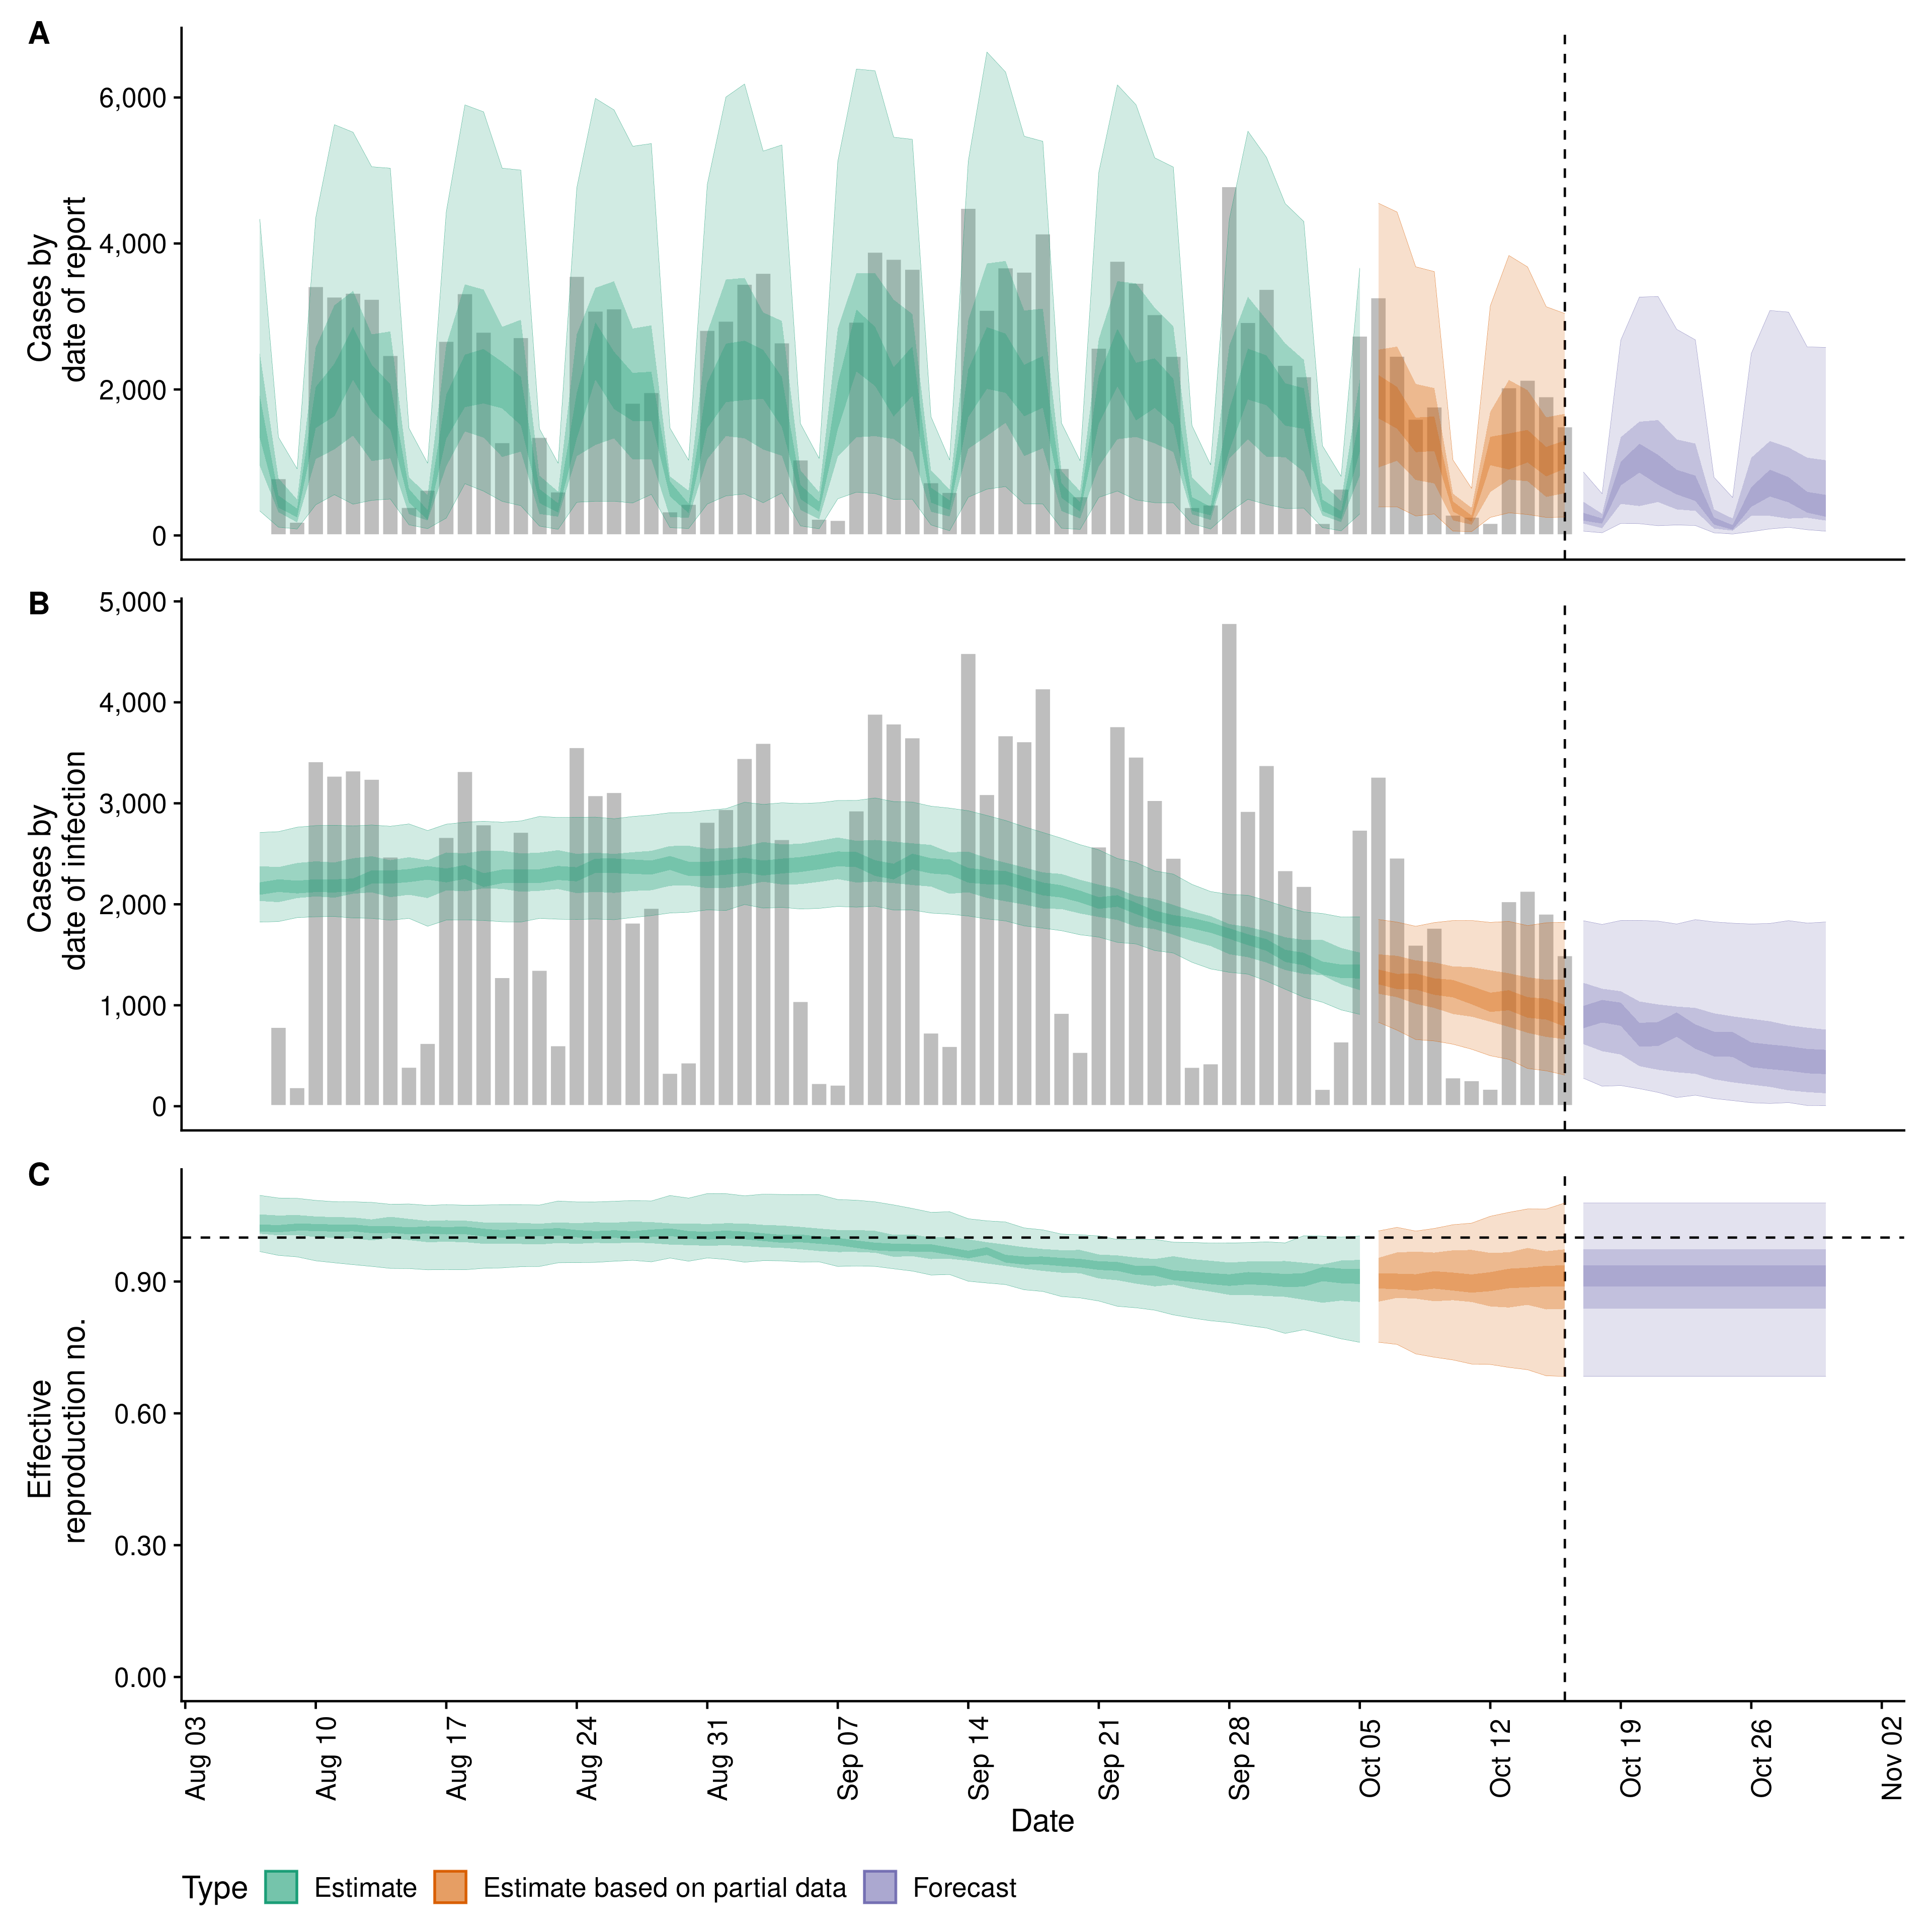 A
6,000
4,000
2,000
0
Cases by
date of report
B
5,000
4,000
3,000
2,000
1,000
0
Cases by
date of infection
C
0.90
0.60
0.30
0.00
Effective
reproduction no.
Aug 03
Aug 10
Aug 17
Aug 24
Aug 31
Sep 07
Sep 14
Sep 21
Sep 28
Oct 05
Oct 12
Oct 19
Oct 26
Nov 02
Date
Type Estimate Estimate based on partial data Forecast